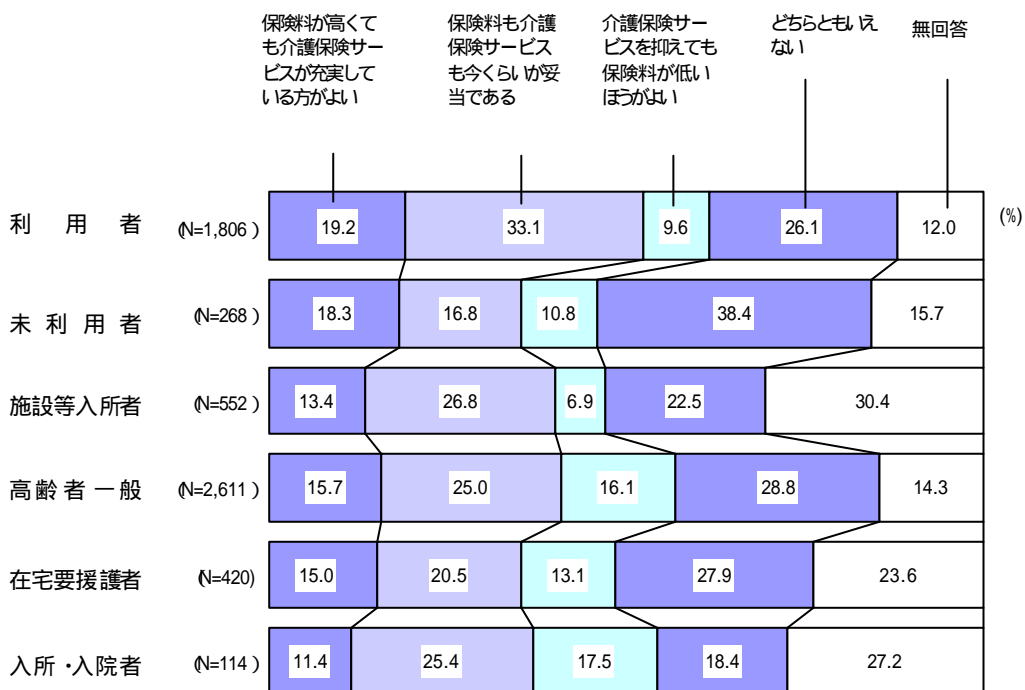 保険料が高くて
も介護保険サー
ビスが充実して
いる方がよい
保険料も介護
保険サービス
も今くらいが妥
当である
介護保険サー
ビスを抑えても
保険料が低い
ほうがよい
どちらともいえ
ない
無回答
利用者 (N=1,806) 19.2 33.1 9.6 26.1 12.0 (%)
未利用者 (N=268) 18.3 16.8 10.8 38.4 15.7
施設等入所者 (N=552) 13.4 26.8 6.9 22.5 30.4
高齢者一般 (N=2,611) 15.7 25.0 16.1 28.8 14.3
在宅要援護者 (N=420) 15.0 20.5 13.1 27.9 23.6
入所・入院者 (N=114) 11.4 25.4 17.5 18.4 27.2